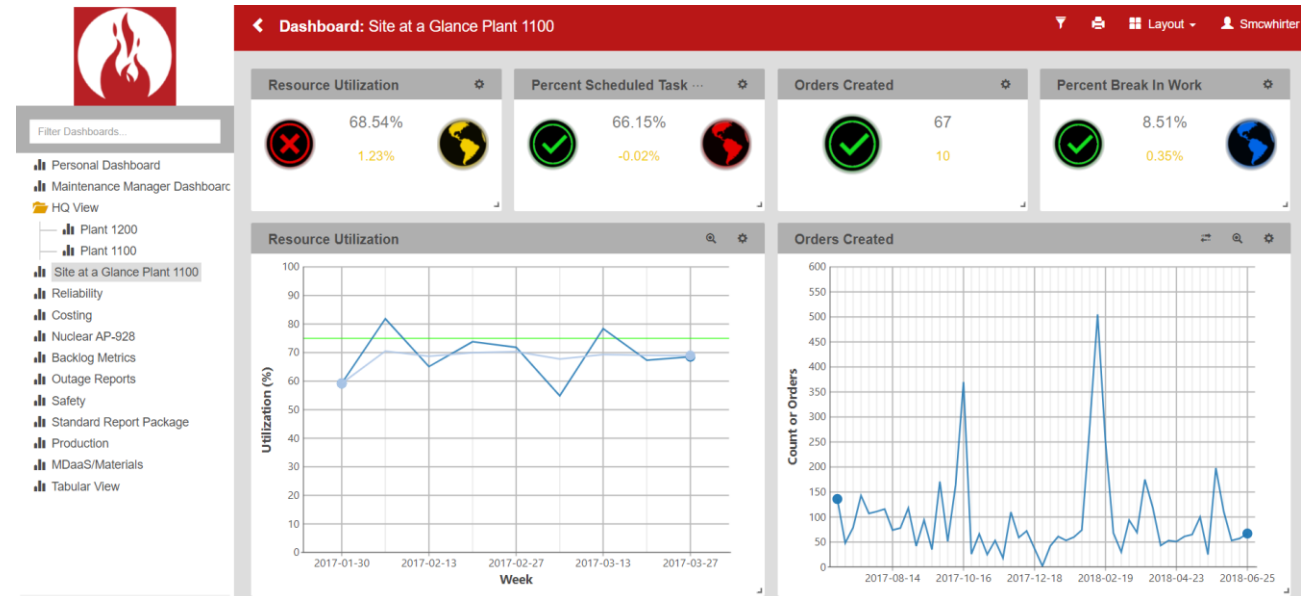 Dashboard: Site at a Glance Plant 1100
Layout
Smcwhirter
Filter Dashboards...
Personal Dashboard
Maintenance Manager Dashboard
HQ View
Plant 1200
Plant 1100
Site at a Glance Plant 1100
Reliability
Costing
Nuclear AP-928
Backlog Metrics
Outage Reports
Safety
Standard Report Package
Production
MDaaS/Materials
Tabular View
Resource Utilization
68.54%
1.23%
Percent Scheduled Task ...
66.15%
-0.02%
Orders Created
67
10
Percent Break In Work
8.51%
0.35%
Resource Utilization
Utilization (%)
100
90
80
70
60
50
40
30
20
10
0
2017-01-30 2017-02-13 2017-02-27 2017-03-13 2017-03-27
Week
Orders Created
Count or Orders
600
550
500
450
400
350
300
250
200
150
100
50
0
2017-08-14 2017-10-16 2017-12-18 2018-02-19 2018-04-23 2018-06-25